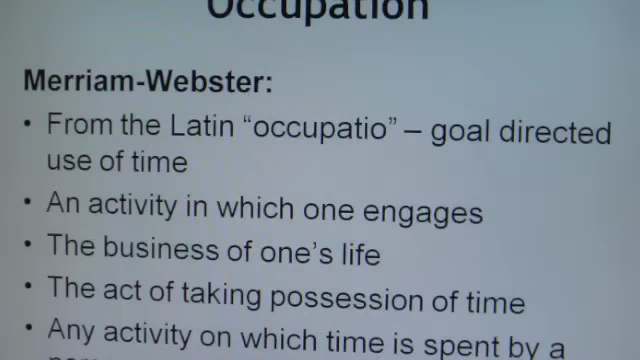 Occupation
Merriam-Webster:
• From the Latin “occupatio” – goal directed
use of time
• An activity in which one engages
• The business of one’s life
• The act of taking possession of time
• Any activity on which time is spent by a